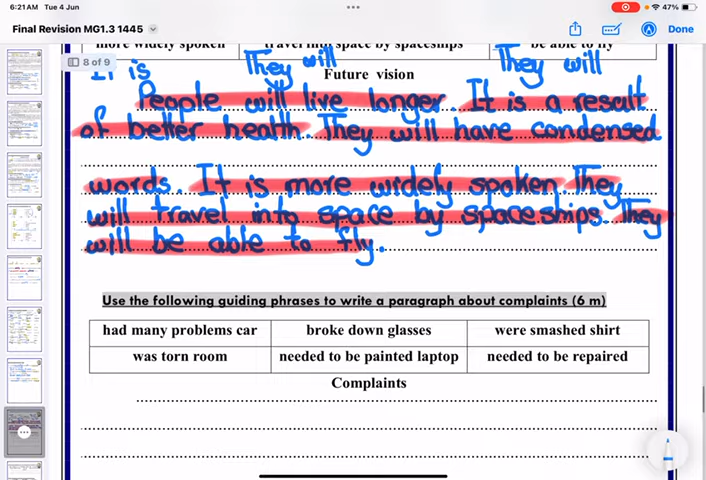 6:21AM Tue 4 Jun
47%
Final Revision MG1.3 1445
Done
more widely spoken travel into space by spaceships be able to fly
8 of 9
It is They will They will
Future vision
People will live longer. It is a result
of better health. They will have condensed
words. It is more widely spoken. They
will travel into space by spaceships. They
will be able to fly.
Use the following guiding phrases to write a paragraph about complaints (6 m)
had many problems car broke down glasses were smashed shirt
was torn room needed to be painted laptop needed to be repaired
Complaints